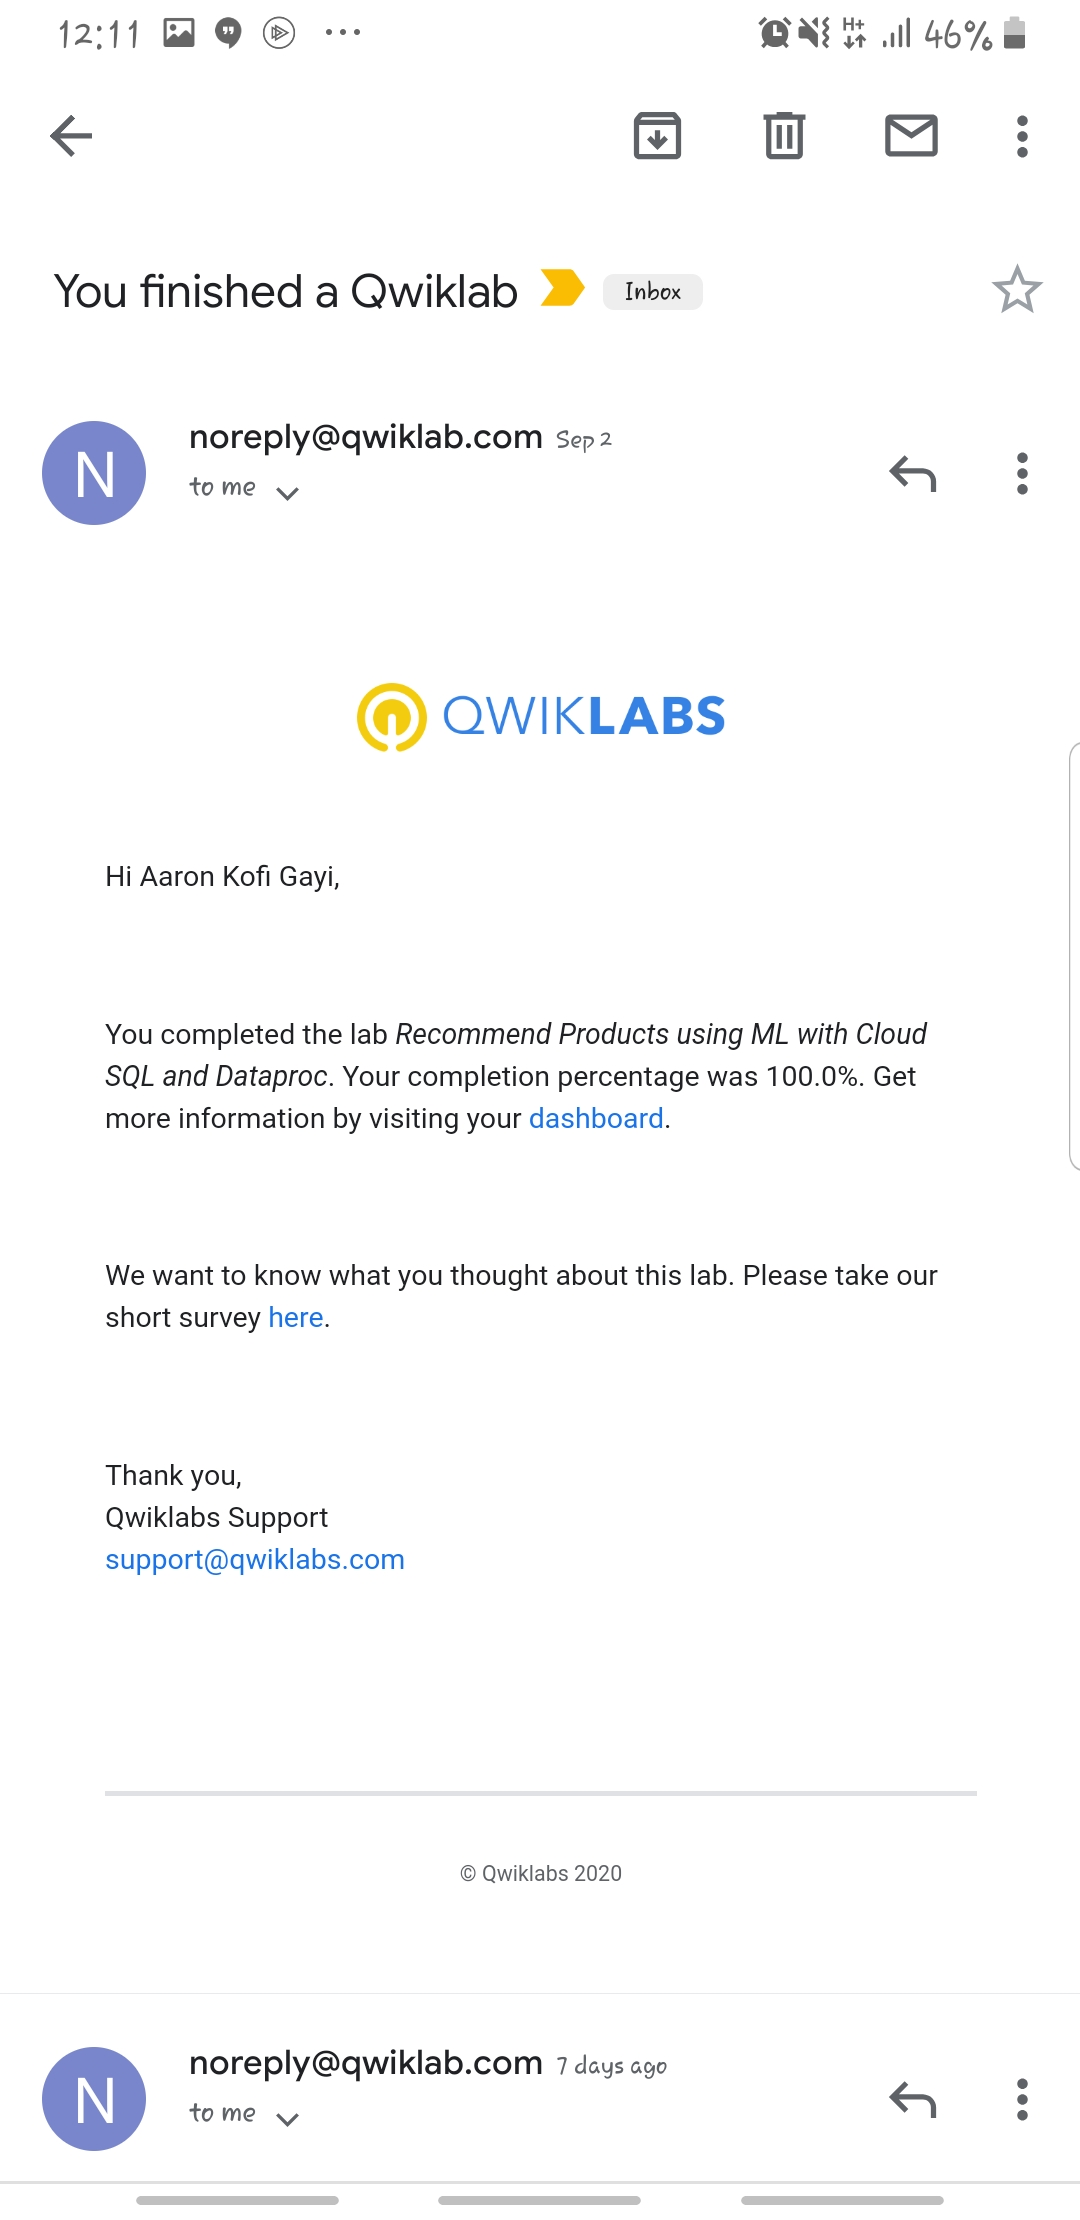 12:11 46%
You finished a Qwiklab Inbox
N noreply@qwiklab.com Sep 2
to me
QWIKLABS
Hi Aaron Kofi Gayi,
You completed the lab Recommend Products using ML with Cloud
SQL and Dataproc. Your completion percentage was 100.0%. Get
more information by visiting your dashboard.
We want to know what you thought about this lab. Please take our
short survey here.
Thank you,
Qwiklabs Support
support@qwiklabs.com
© Qwiklabs 2020
N noreply@qwiklab.com 7 days ago
to me